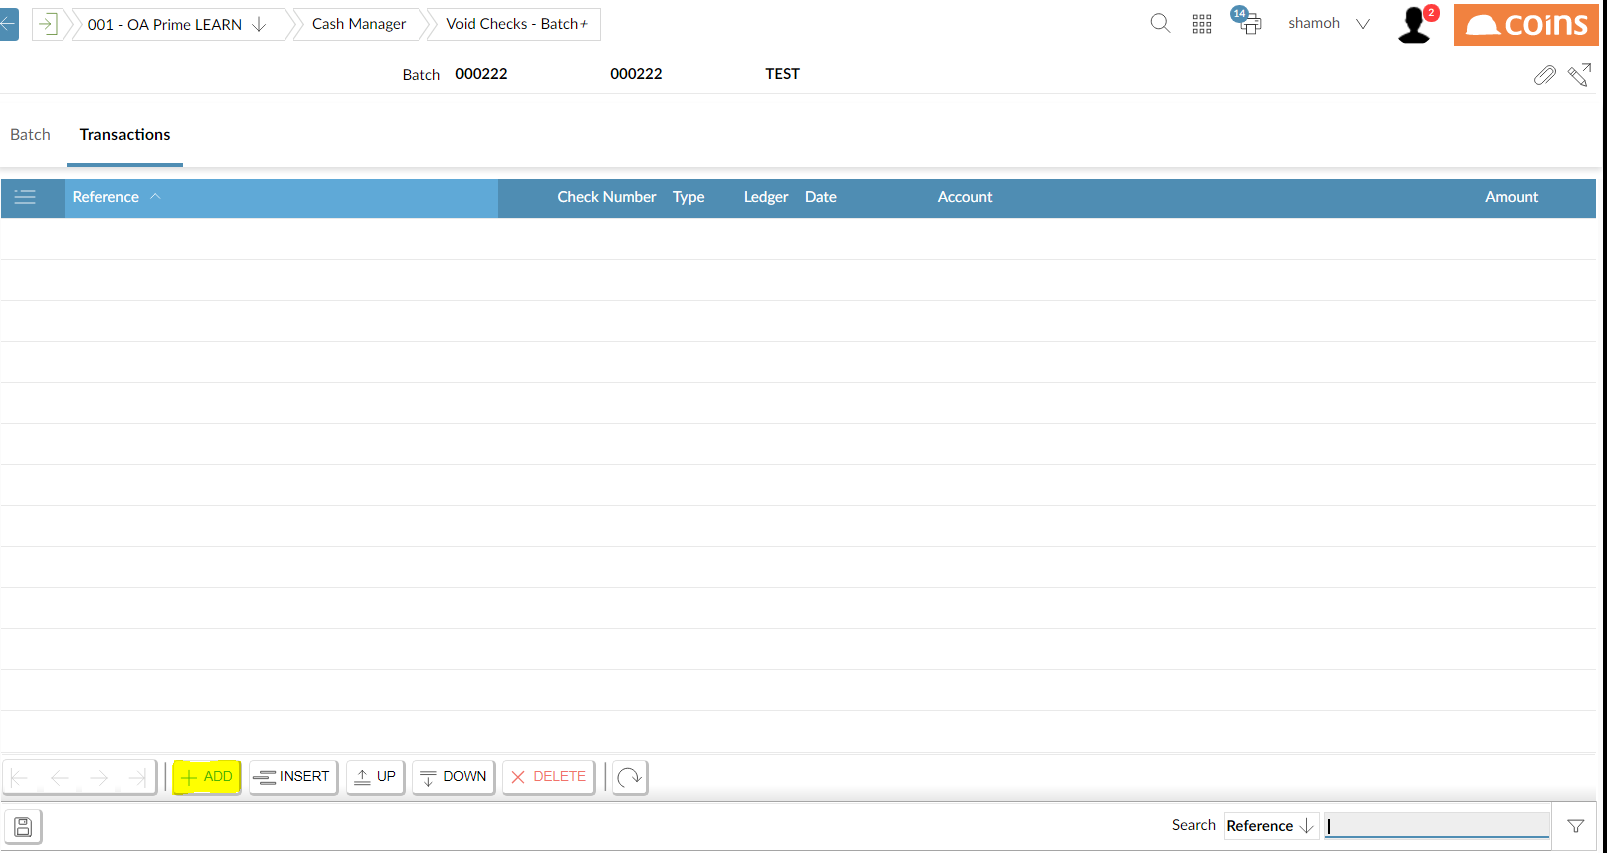 001 - OA Prime LEARN Cash Manager Void Checks - Batch+ 14 shamoh 2 coins
Batch 000222 000222 TEST
Batch Transactions
Reference Check Number Type Ledger Date Account Amount
ADD INSERT UP DOWN DELETE
Search Reference